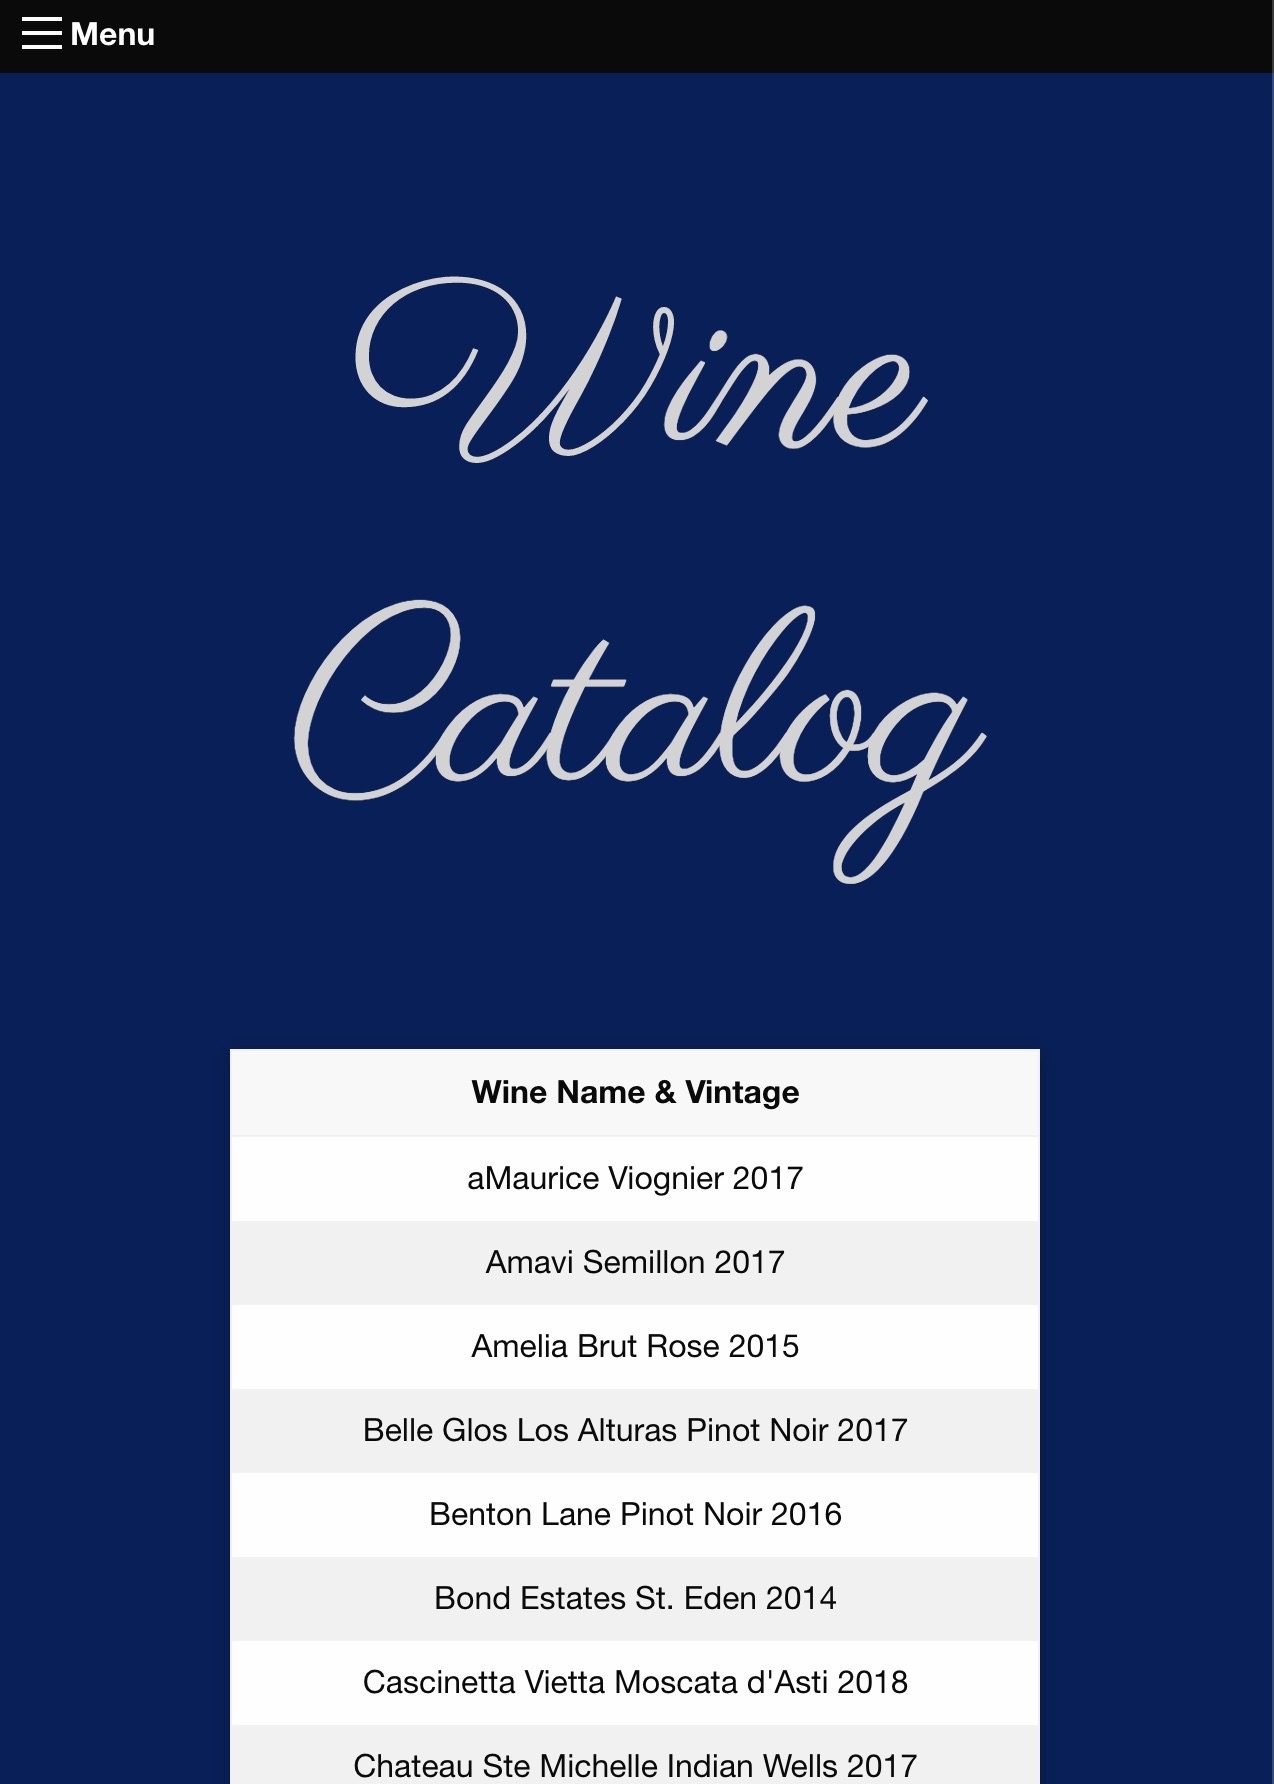 Menu
Wine
Catalog
Wine Name & Vintage
aMaurice Viognier 2017
Amavi Semillon 2017
Amelia Brut Rose 2015
Belle Glos Los Alturas Pinot Noir 2017
Benton Lane Pinot Noir 2016
Bond Estates St. Eden 2014
Cascinetta Vietta Moscata d'Asti 2018
Chateau Ste Michelle Indian Wells 2017